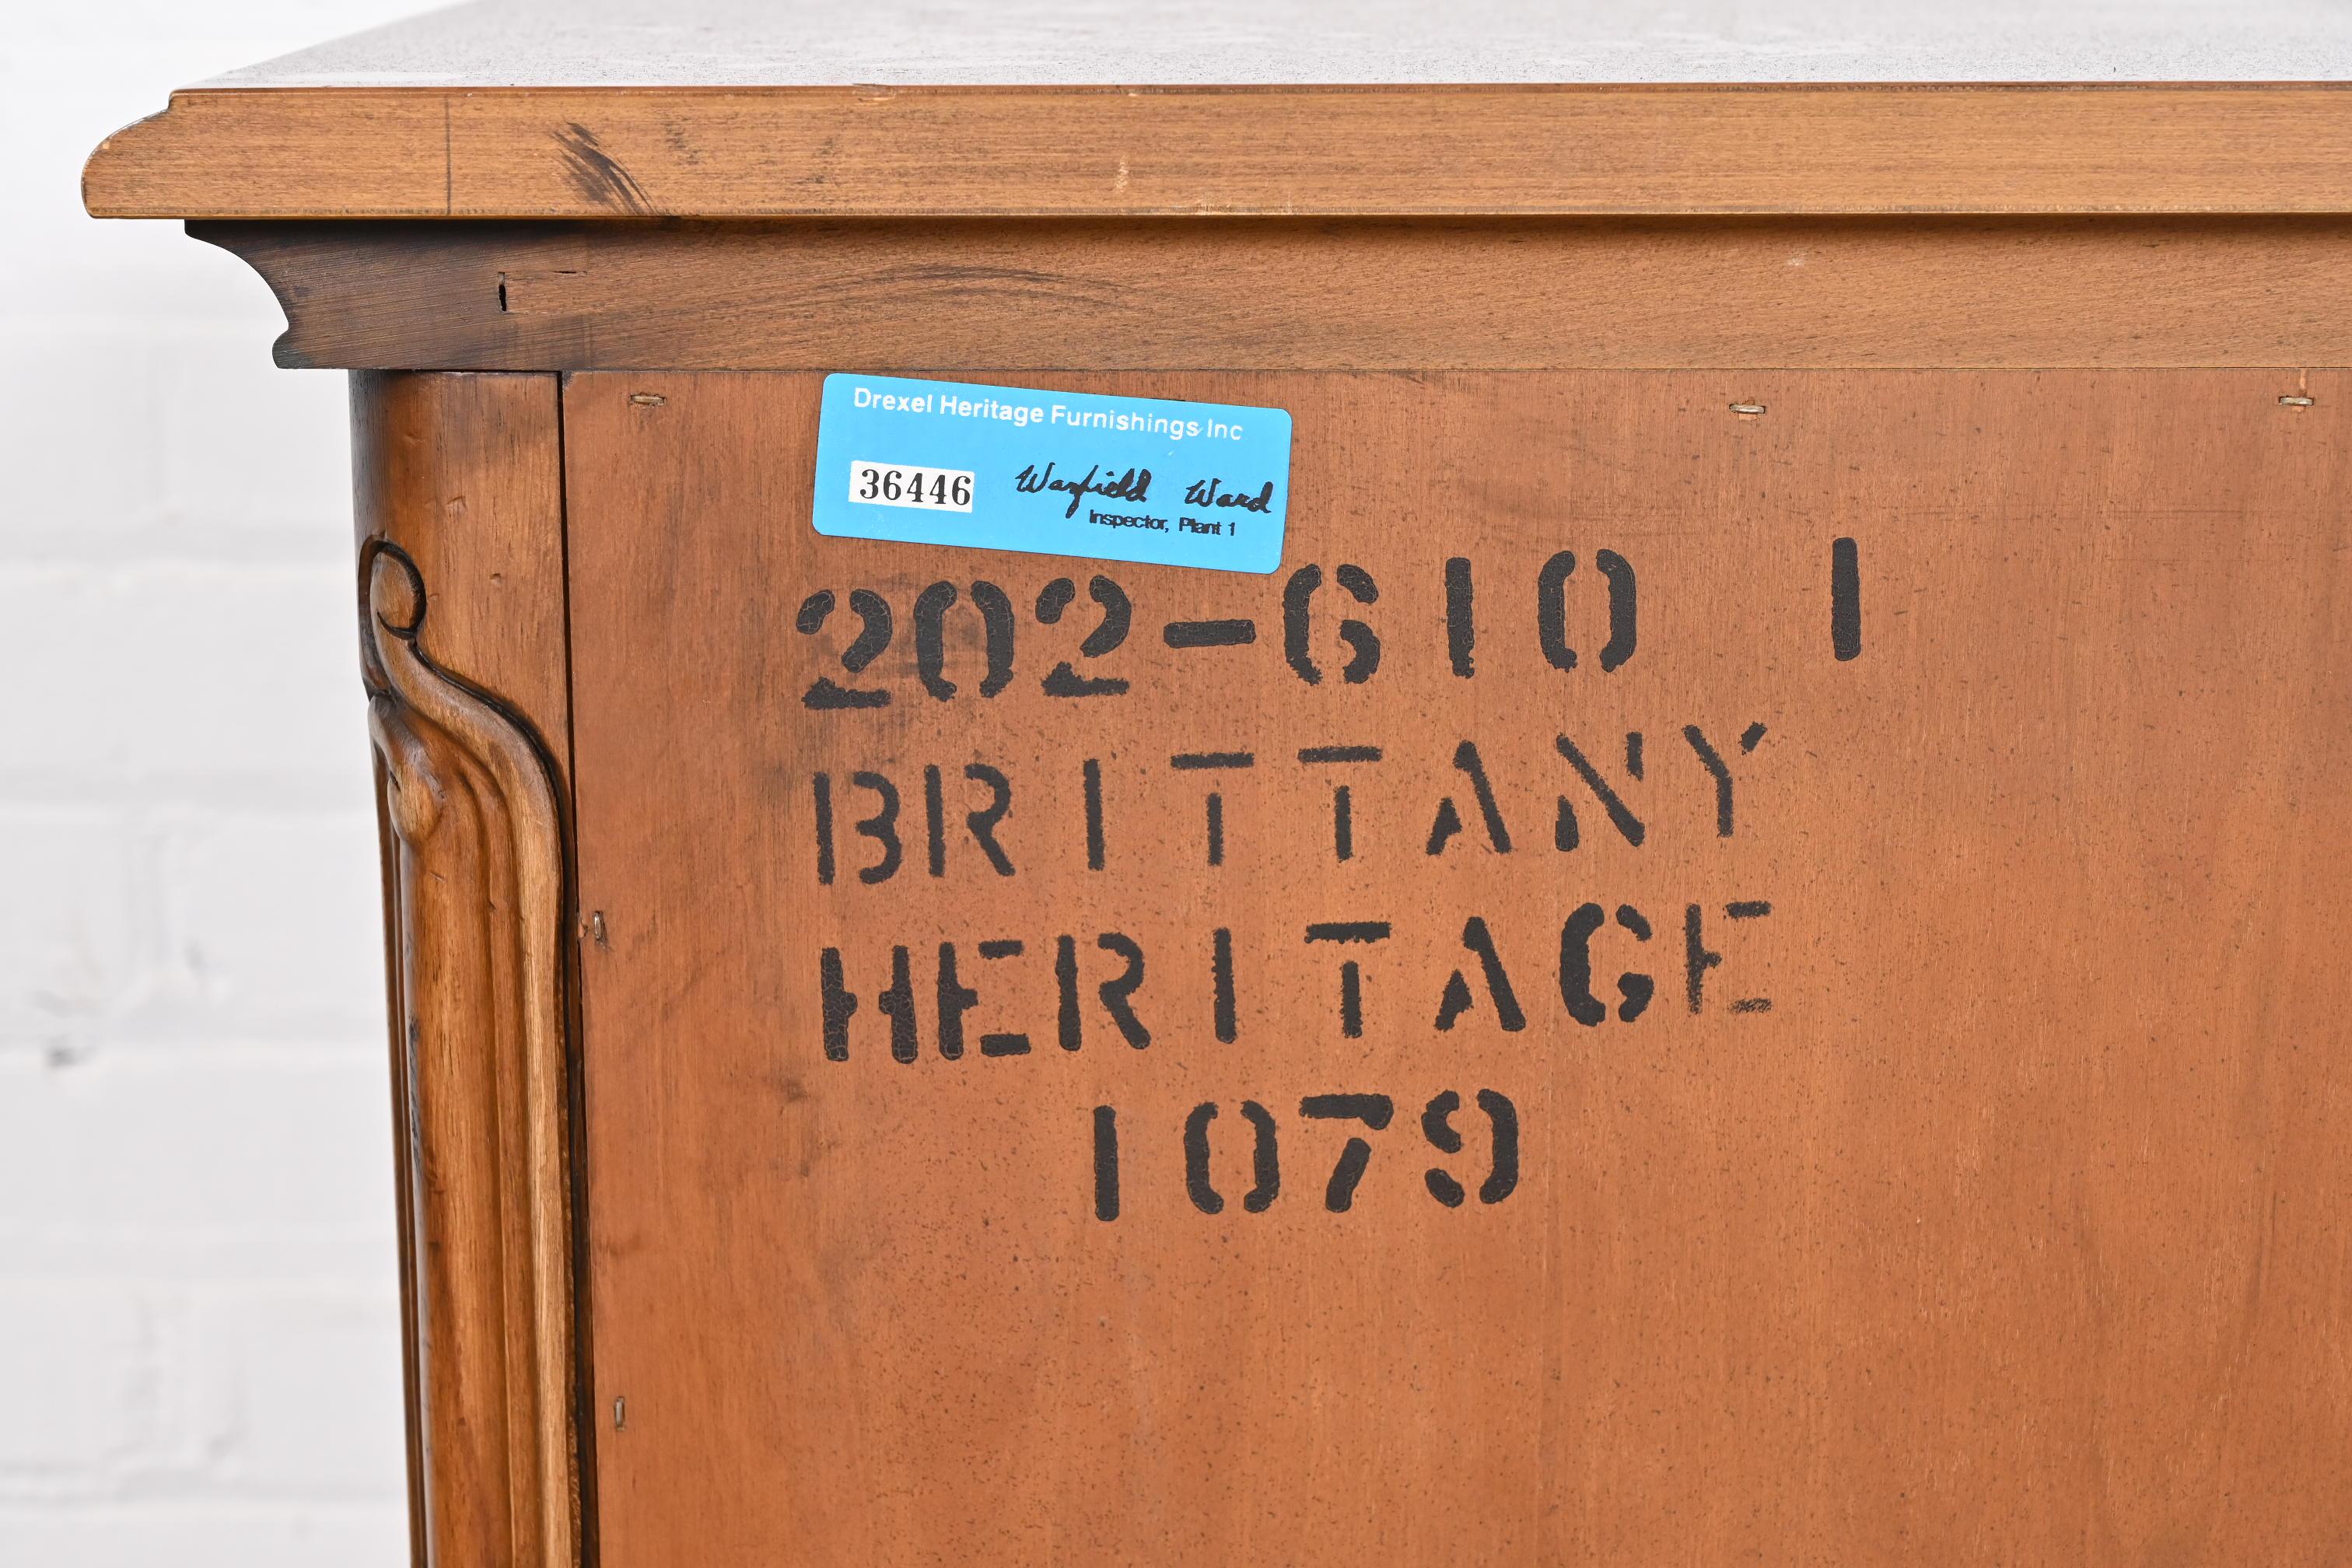 Drexel Heritage Furnishings Inc
36446 Warfield Ward
Inspector, Plant 1
202-610 1
BRITTANY
HERITAGE
1079